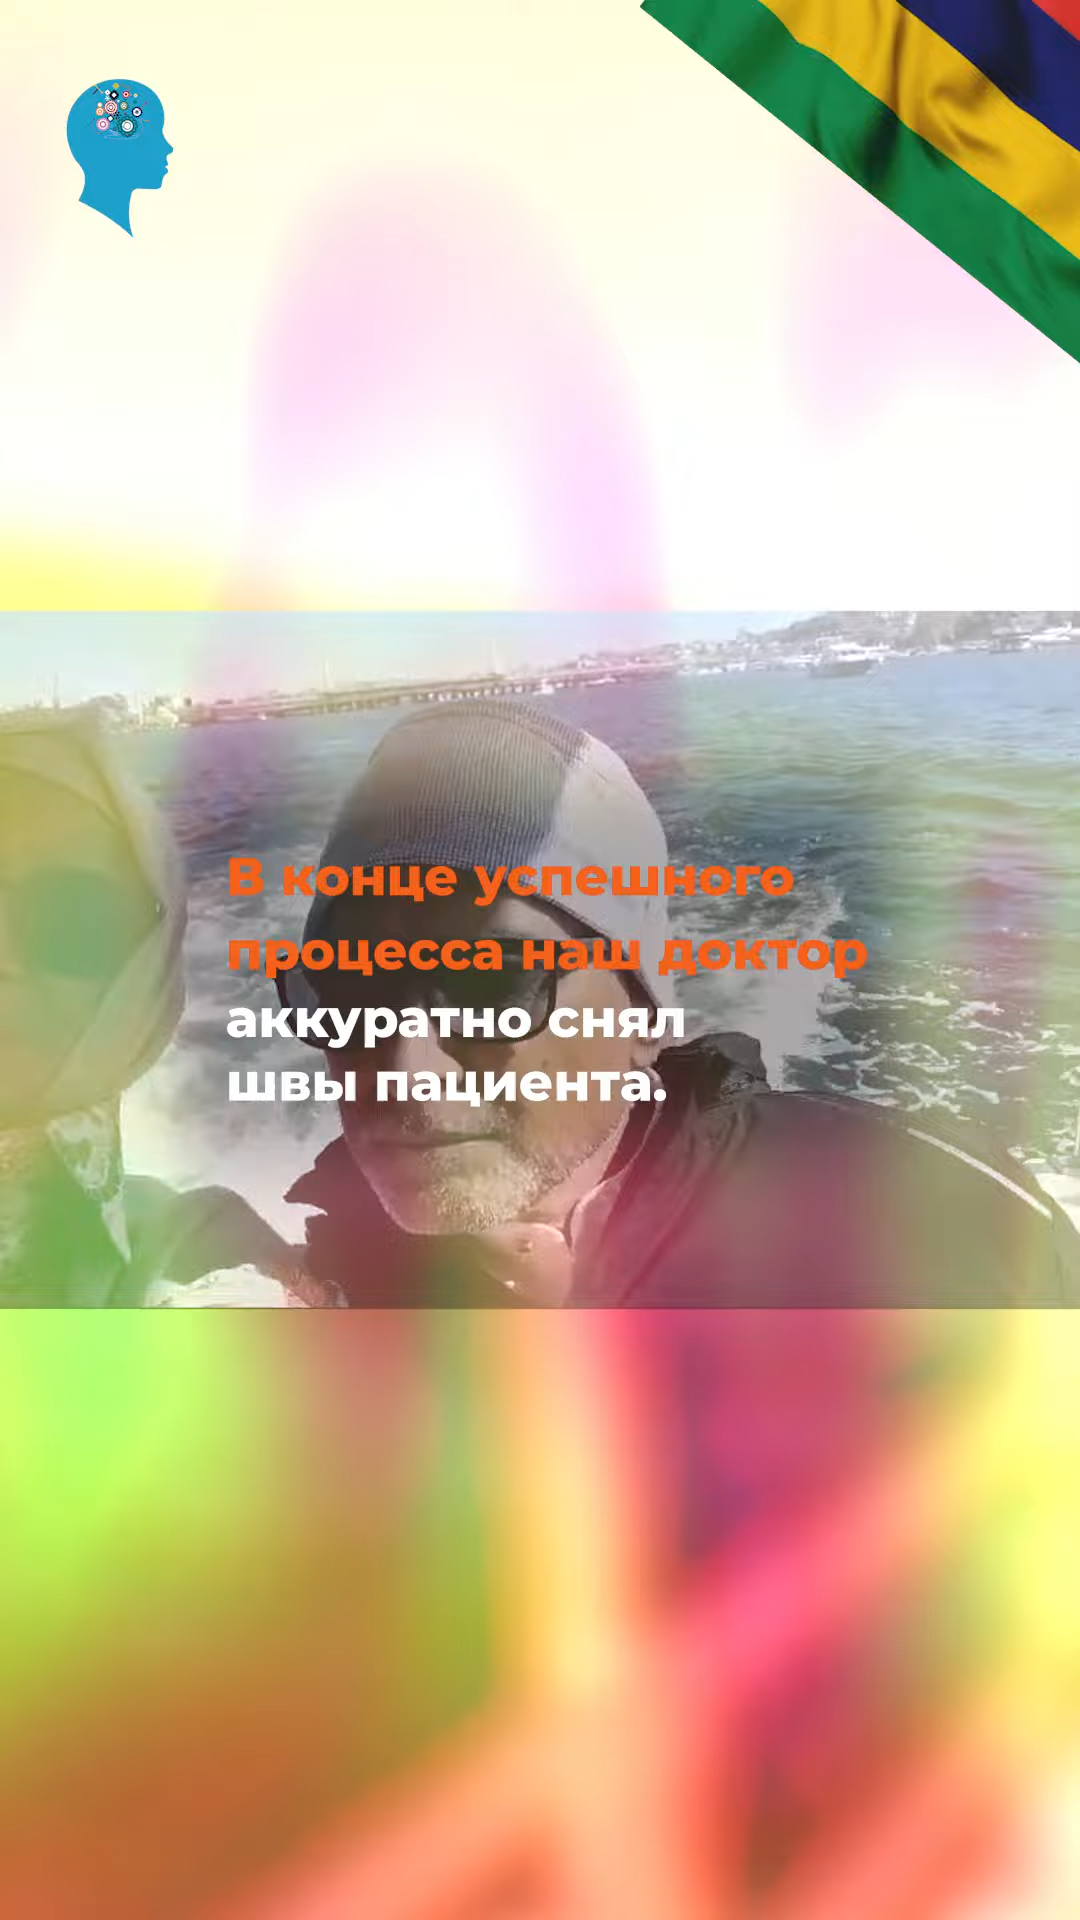 В конце успешного
процесса наш доктор
аккуратно снял
швы пациента.